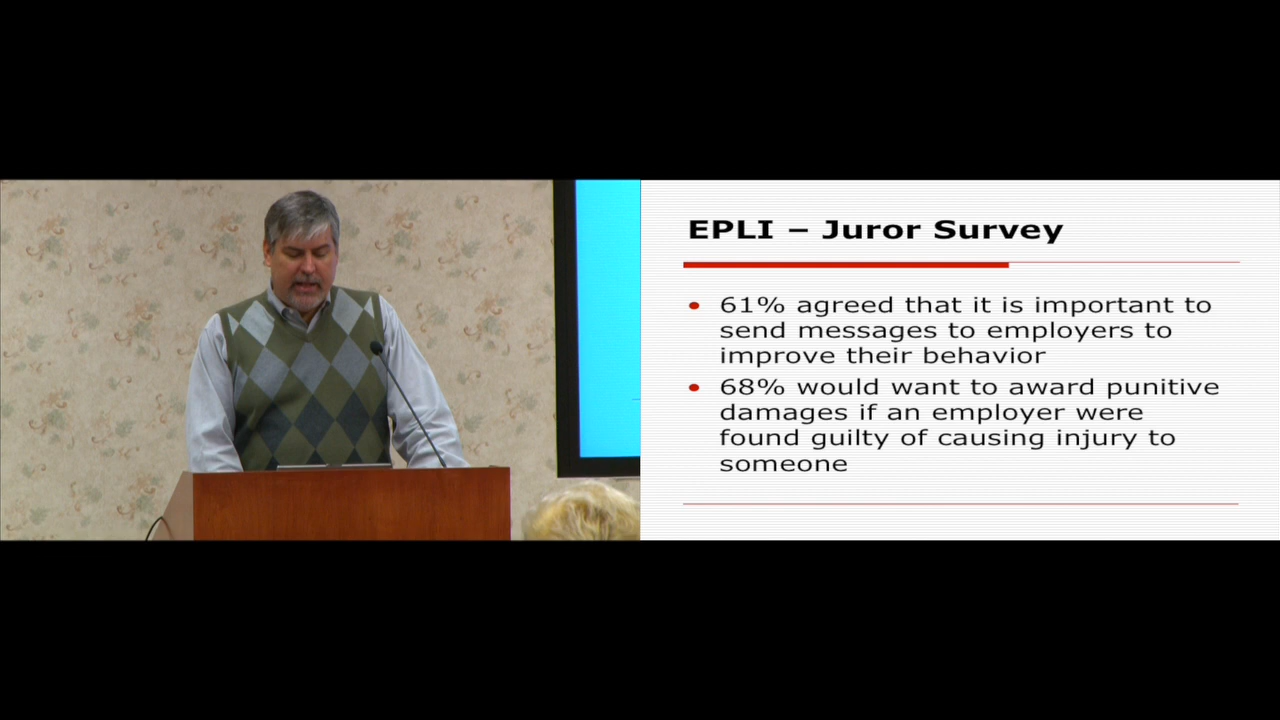 EPLI – Juror Survey
• 61% agreed that it is important to
send messages to employers to
improve their behavior
• 68% would want to award punitive
damages if an employer were
found guilty of causing injury to
someone